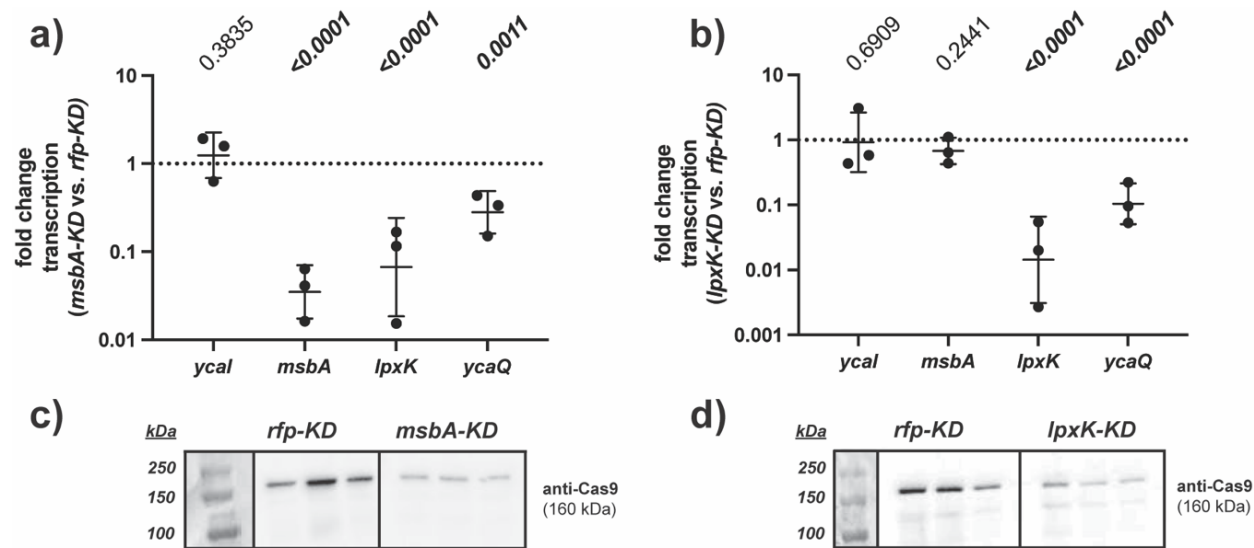 a)
0.3835
<0.0001
<0.0001
0.0011
fold change
transcription
(msbA-KD vs. rfp-KD)
10
1
0.1
0.01
ycaI
msbA
lpxK
ycaQ
b)
0.6909
0.2441
<0.0001
<0.0001
fold change
transcription
(lpxK-KD vs. rfp-KD)
10
1
0.1
0.01
0.001
ycaI
msbA
lpxK
ycaQ
c)
kDa
rfp-KD
msbA-KD
250
150
100
anti-Cas9
(160 kDa)
d)
kDa
rfp-KD
lpxK-KD
250
150
100
anti-Cas9
(160 kDa)